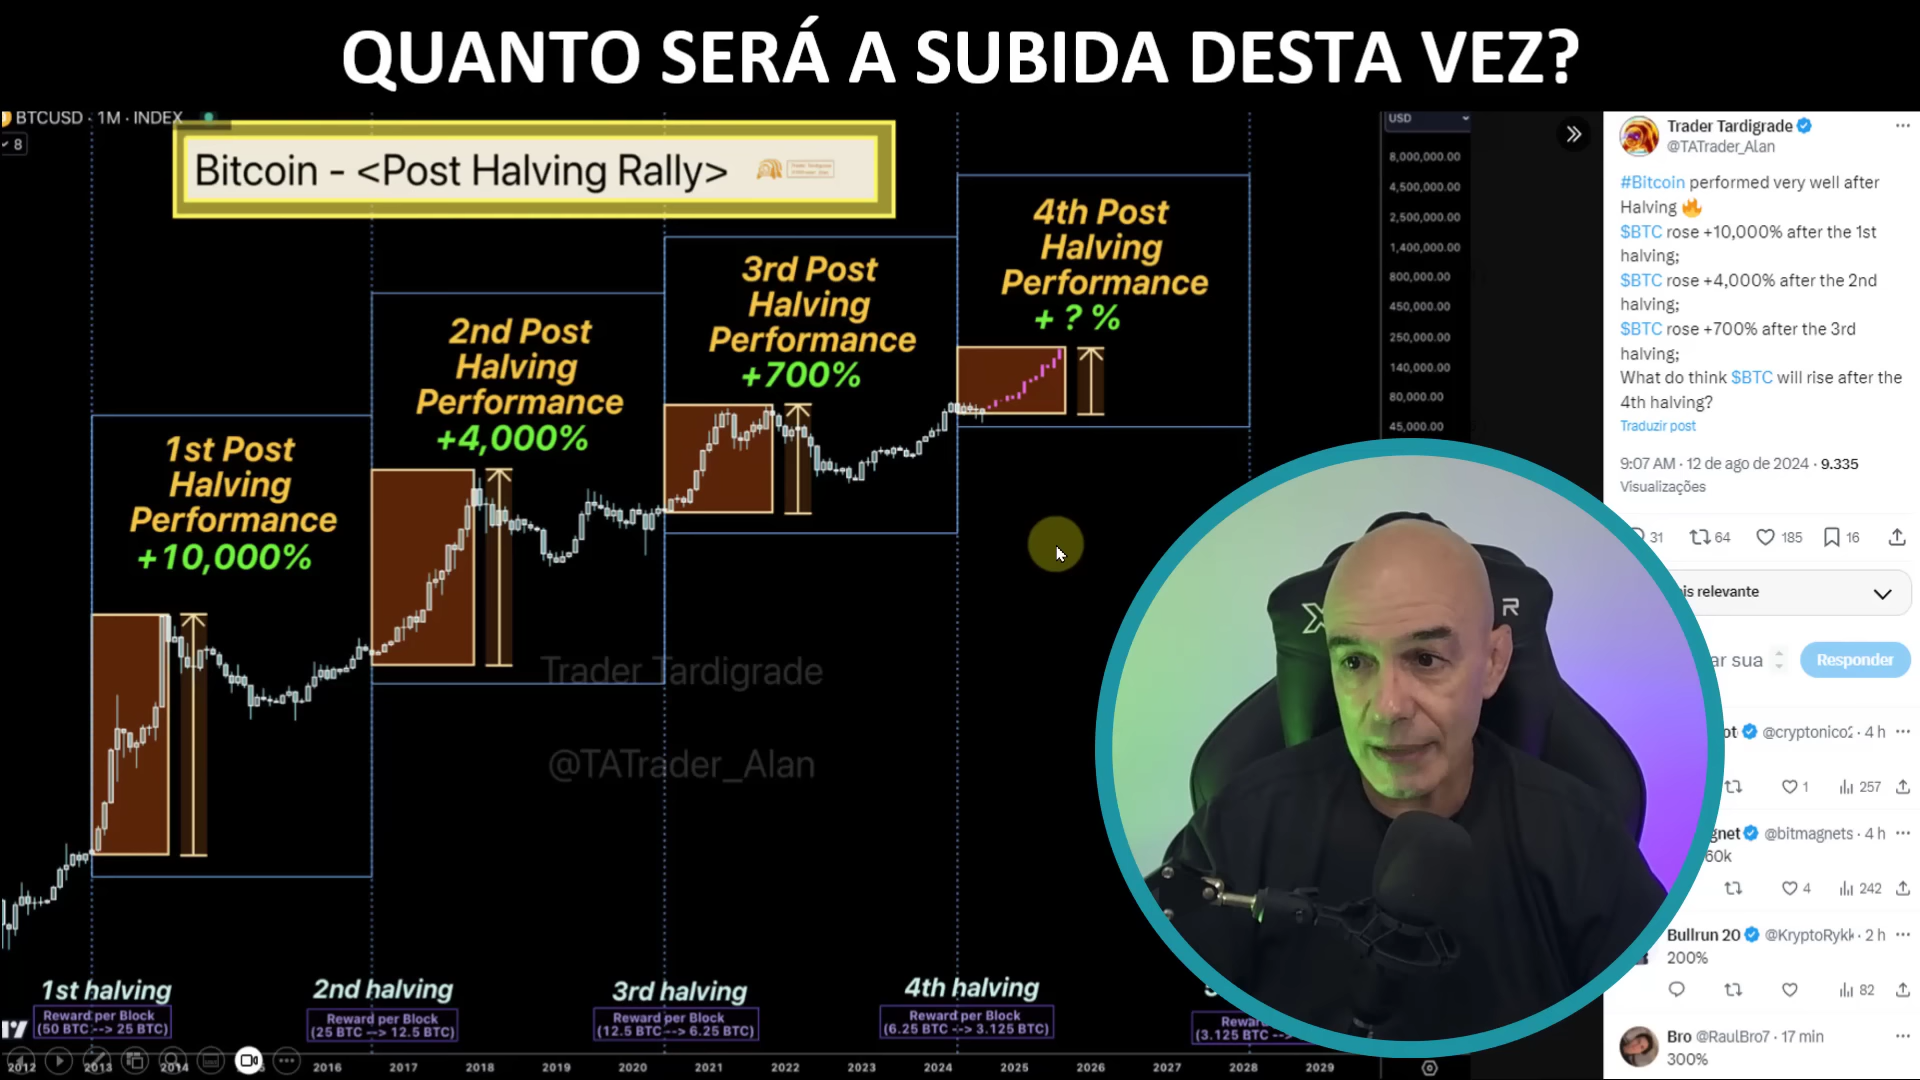 QUANTO SERÁ A SUBIDA DESTA VEZ?
BTCUSD · 1M · INDEX
8
Bitcoin - <Post Halving Rally>
1st Post
Halving
Performance
+10,000%
2nd Post
Halving
Performance
+4,000%
3rd Post
Halving
Performance
+700%
4th Post
Halving
Performance
+ ? %
Trader Tardigrade
@TATrader_Alan
1st halving
Reward per Block
(50 BTC --> 25 BTC)
2nd halving
Reward per Block
(25 BTC --> 12.5 BTC)
3rd halving
Reward per Block
(12.5 BTC --> 6.25 BTC)
4th halving
Reward per Block
(6.25 BTC --> 3.125 BTC)
(3.125 BTC -->
2012
2013
2014
2016
2017
2018
2019
2020
2021
2022
2023
2024
2025
2026
2027
2028
2029
USD
8,000,000.00
4,500,000.00
2,500,000.00
1,400,000.00
800,000.00
450,000.00
250,000.00
140,000.00
80,000.00
45,000.00
Trader Tardigrade
@TATrader_Alan
#Bitcoin performed very well after
Halving 🔥
$BTC rose +10,000% after the 1st
halving;
$BTC rose +4,000% after the 2nd
halving;
$BTC rose +700% after the 3rd
halving;
What do think $BTC will rise after the
4th halving?
Traduzir post
9:07 AM · 12 de ago de 2024 · 9.335
Visualizações
31 64 185 16
is relevante
ar sua
Responder
ot @cryptonico2 · 4 h
1 257
gnet @bitmagnets · 4 h
60k
4 242
Bullrun 20 @KryptoRykk · 2 h
200%
82
Bro @RaulBro7 · 17 min
300%
X R